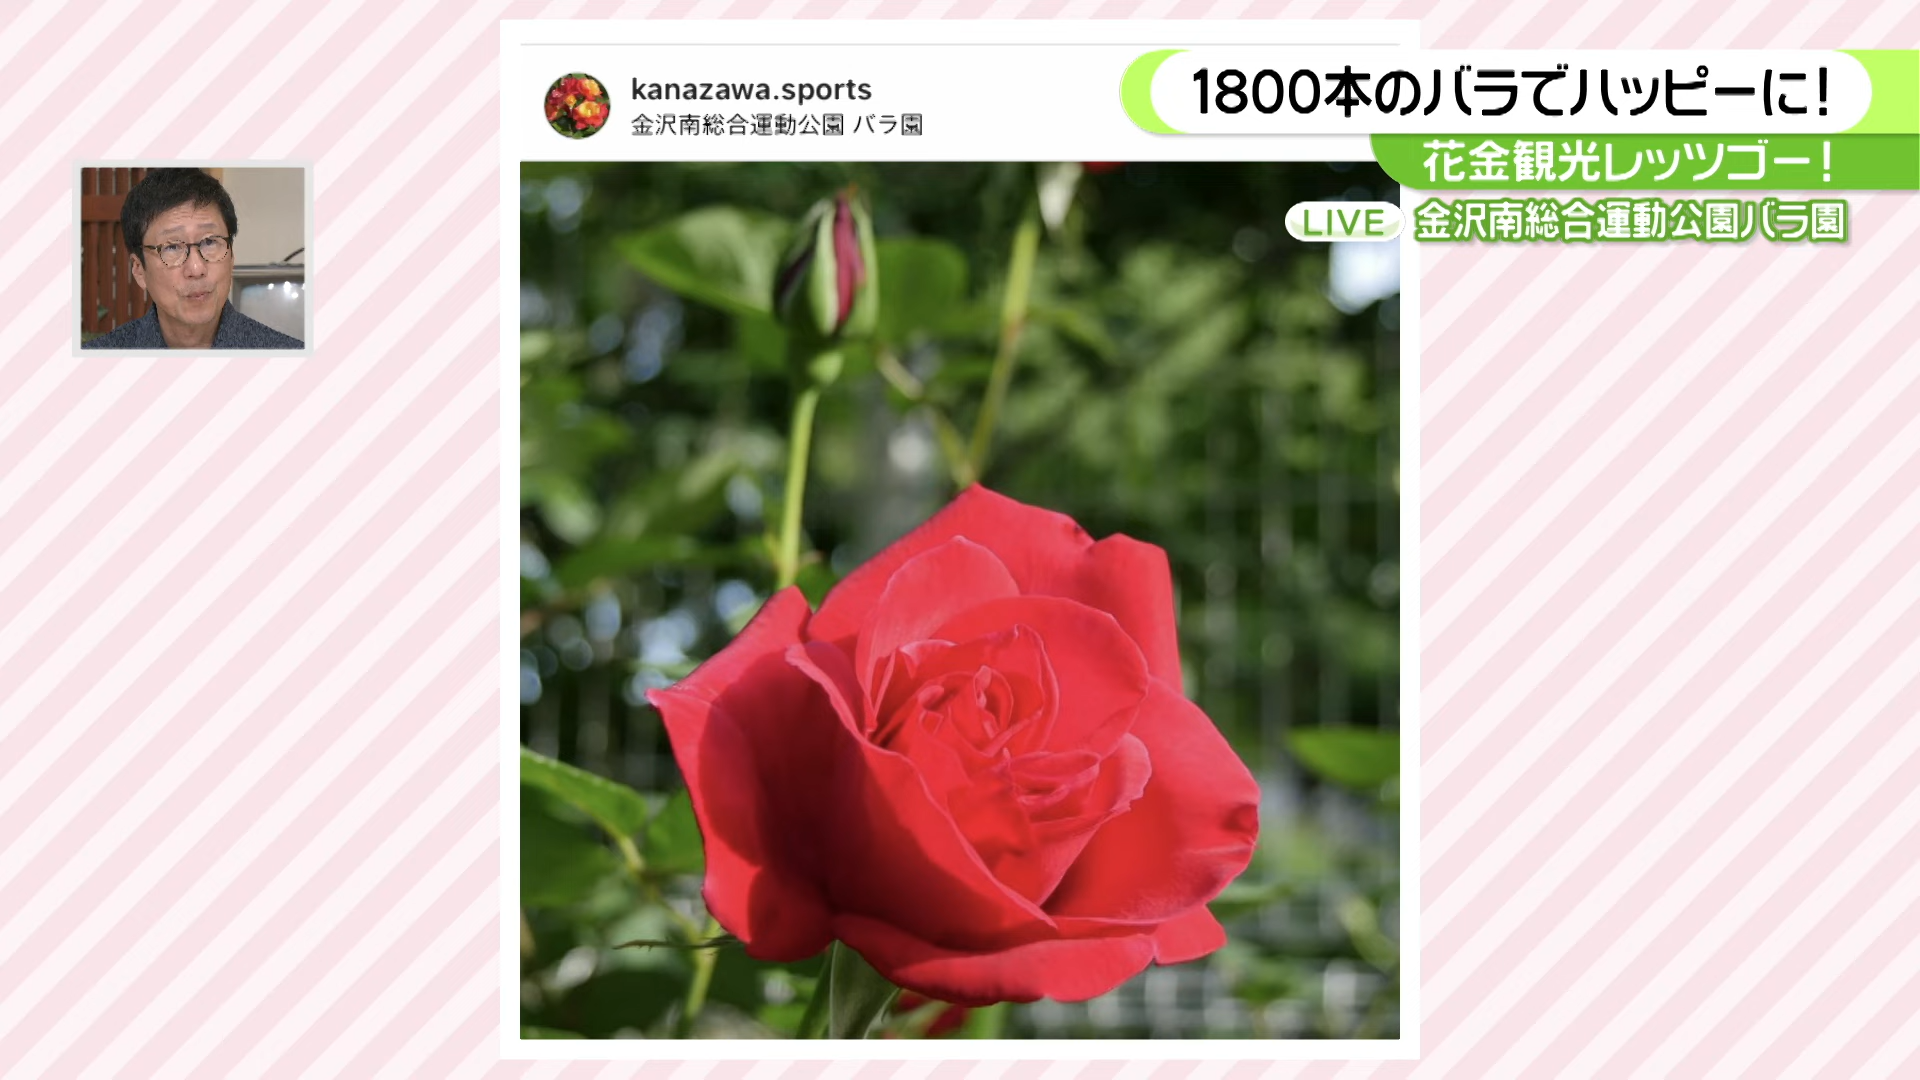 kanazawa.sports
金沢南総合運動公園 バラ園
1800本のバラでハッピーに!
花金観光レッツゴー!
LIVE 金沢南総合運動公園バラ園